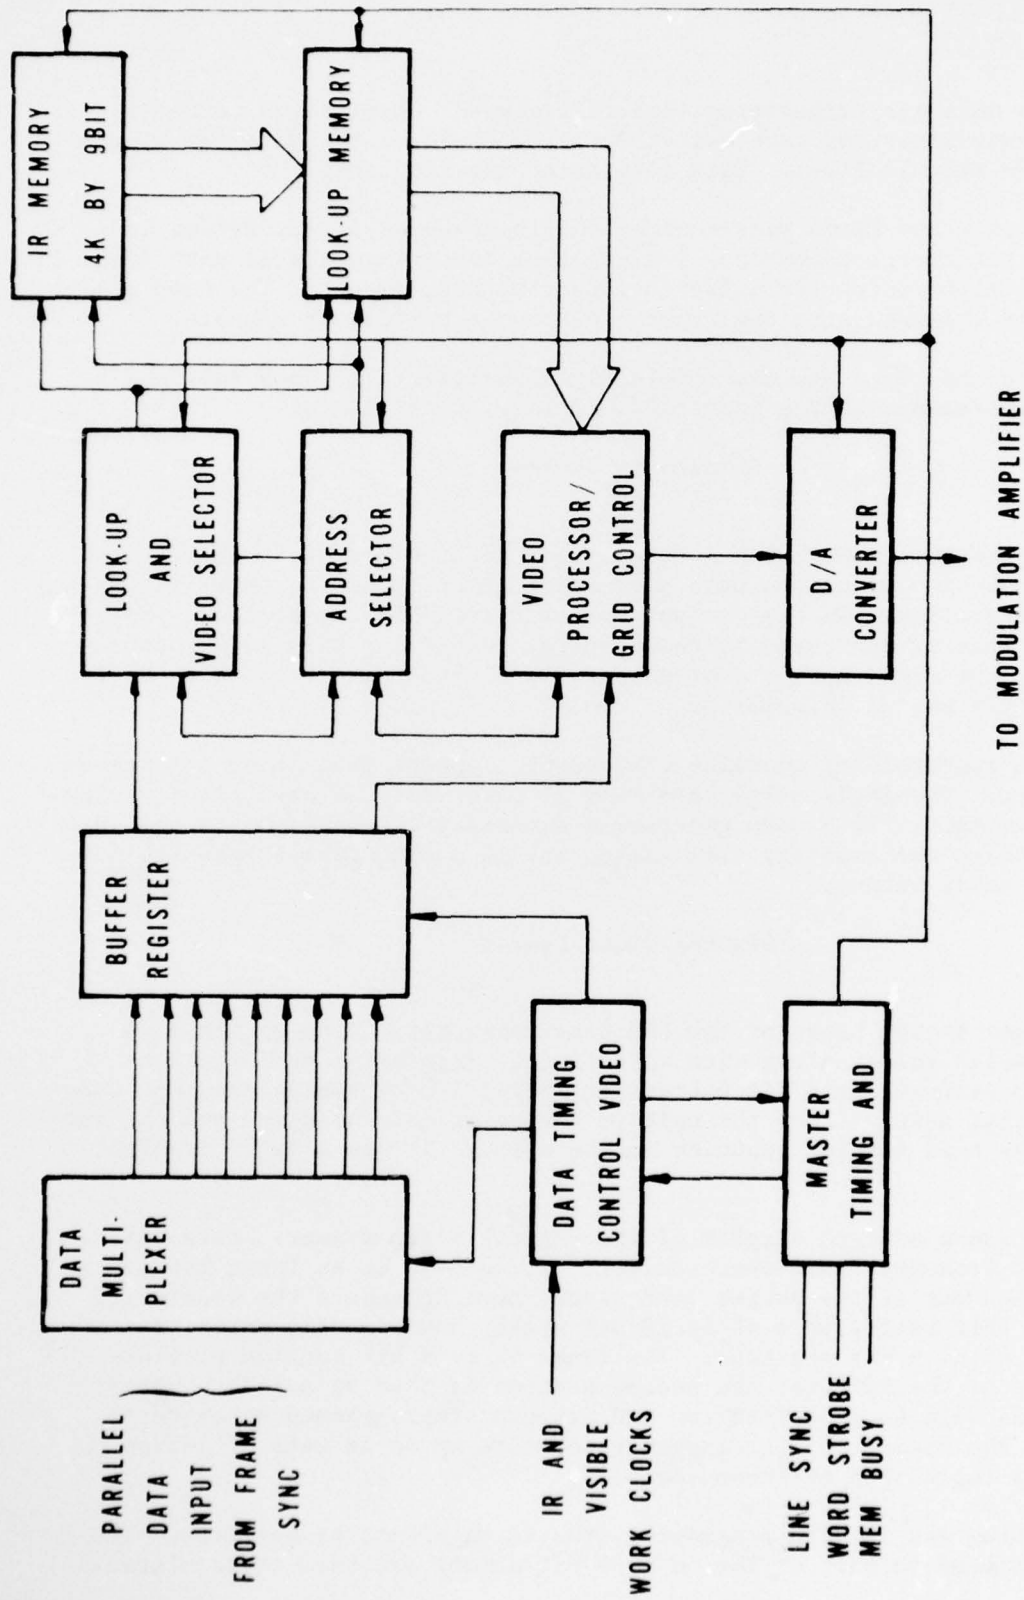 PARALLEL
DATA
INPUT
FROM FRAME
SYNC
DATA
MULTI-
PLEXER
BUFFER
REGISTER
LOOK-UP
AND
VIDEO SELECTOR
IR MEMORY
4K BY 9BIT
ADDRESS
SELECTOR
LOOK-UP MEMORY
IR AND
VISIBLE
WORK CLOCKS
DATA TIMING
CONTROL VIDEO
VIDEO
PROCESSOR/
GRID CONTROL
LINE SYNC
WORD STROBE
MEM BUSY
MASTER
TIMING AND
D/A
CONVERTER
TO MODULATION AMPLIFIER